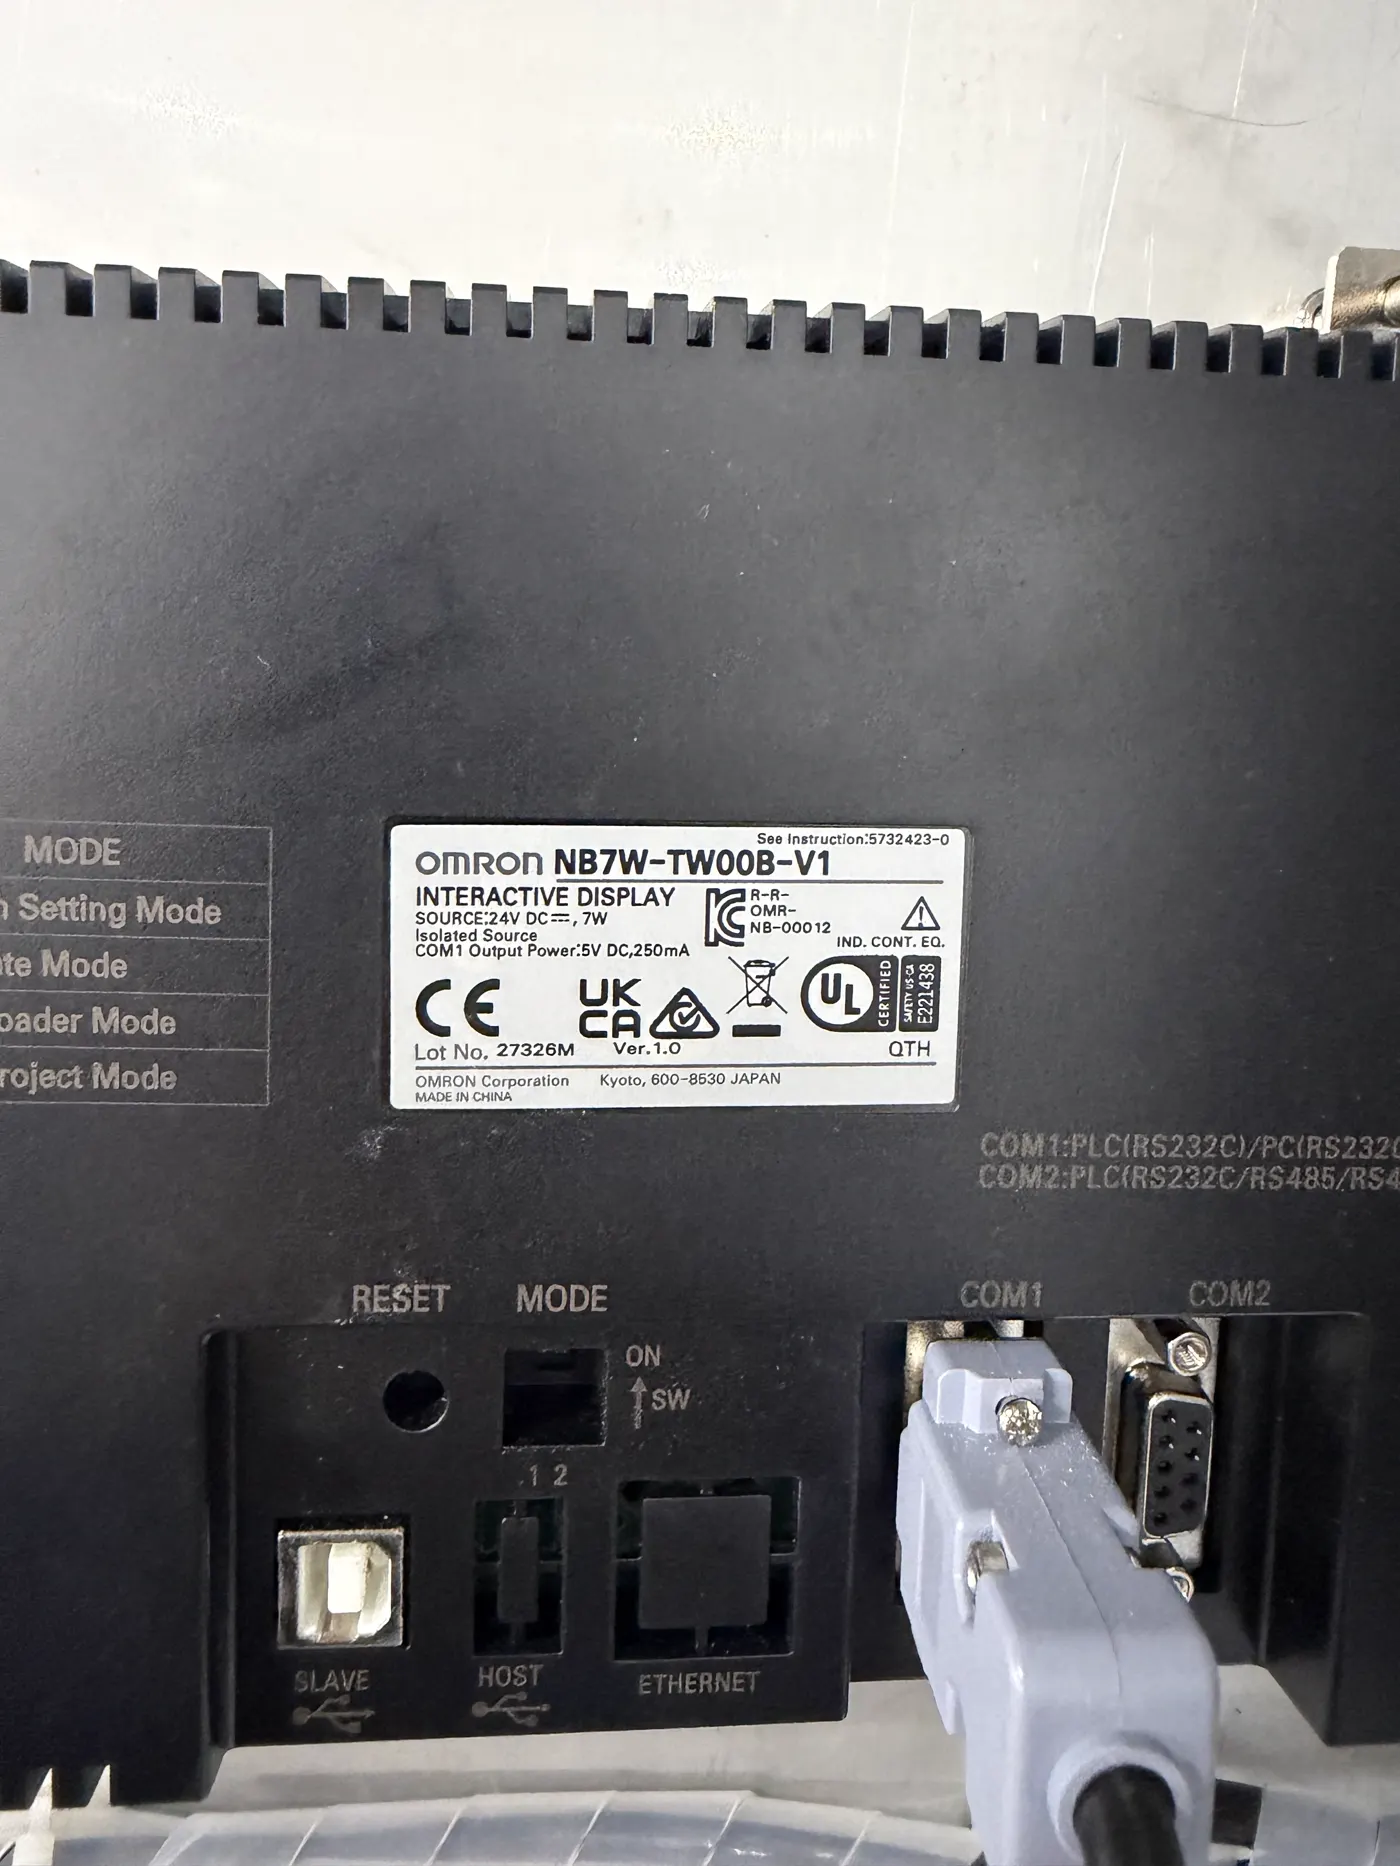 See Instruction:5732423-0
OMRON NB7W-TW00B-V1
INTERACTIVE DISPLAY
SOURCE:24V DC⎓, 7W
Isolated Source
COM1 Output Power:5V DC,250mA
R-R-
OMR-
NB-00012
IND. CONT. EQ.
CE
UK
CA
UL
CERTIFIED
SAFETY US-CA
E221438
Lot No. 27326M Ver.1.0 QTH
OMRON Corporation Kyoto, 600-8530 JAPAN
MADE IN CHINA
MODE
Setting Mode
Mode
Mode
Mode
COM1:PLC(RS232C)/PC(RS232C
COM2:PLC(RS232C/RS485/RS4
RESET MODE
ON
SW
1 2
COM1 COM2
SLAVE HOST ETHERNET